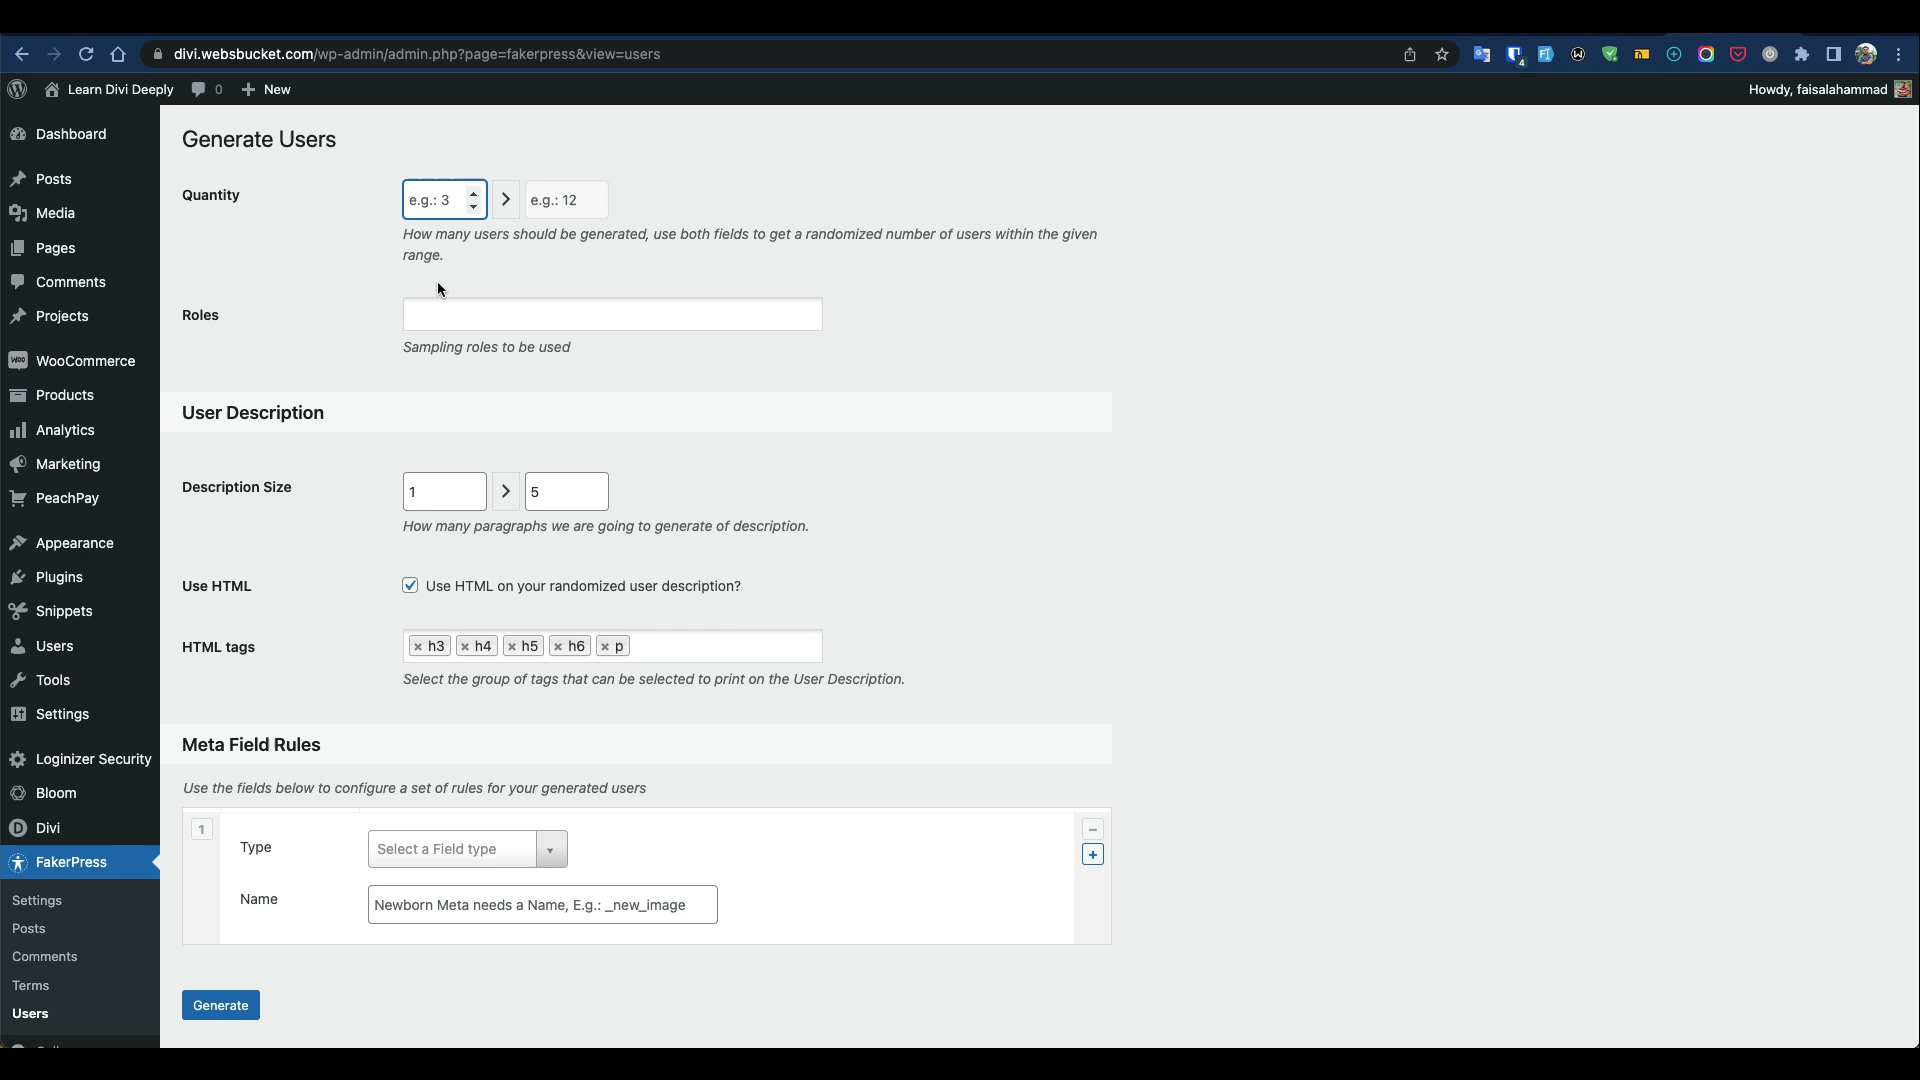 divi.websbucket.com/wp-admin/admin.php?page=fakerpress&view=users
4
Learn Divi Deeply
0
New
Howdy, faisalahammad
Dashboard
Posts
Media
Pages
Comments
Projects
WooCommerce
Products
Analytics
Marketing
PeachPay
Appearance
Plugins
Snippets
Users
Tools
Settings
Loginizer Security
Bloom
Divi
FakerPress
Settings
Posts
Comments
Terms
Users
Generate Users
Quantity
e.g.: 3
e.g.: 12
How many users should be generated, use both fields to get a randomized number of users within the given
range.
Roles
Sampling roles to be used
User Description
Description Size
1
5
How many paragraphs we are going to generate of description.
Use HTML
Use HTML on your randomized user description?
HTML tags
× h3 × h4 × h5 × h6 × p
Select the group of tags that can be selected to print on the User Description.
Meta Field Rules
Use the fields below to configure a set of rules for your generated users
1
Type
Select a Field type
Name
Newborn Meta needs a Name, E.g.: _new_image
Generate